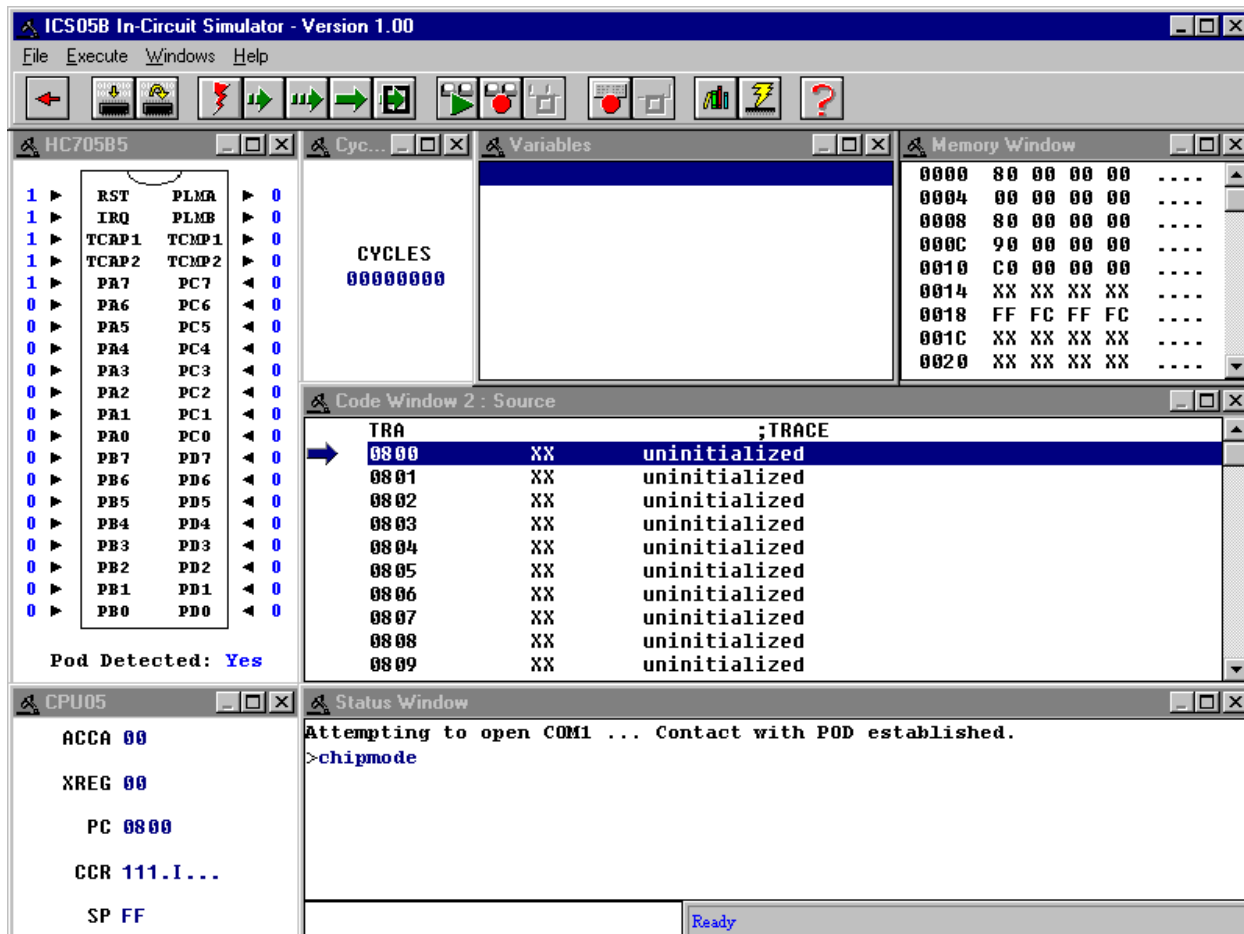 ICS05B In-Circuit Simulator - Version 1.00
File Execute Windows Help
HC705B5
1 RST PLMA 0
1 IRQ PLMB 0
1 TCAP1 TCMP1 0
1 TCAP2 TCMP2 0
1 PA7 PC7 0
0 PA6 PC6 0
0 PA5 PC5 0
0 PA4 PC4 0
0 PA3 PC3 0
0 PA2 PC2 0
0 PA1 PC1 0
0 PA0 PC0 0
0 PB7 PD7 0
0 PB6 PD6 0
0 PB5 PD5 0
0 PB4 PD4 0
0 PB3 PD3 0
0 PB2 PD2 0
0 PB1 PD1 0
0 PB0 PD0 0
Pod Detected: Yes
Cyc...
CYCLES
00000000
Variables
Memory Window
0000 80 00 00 00 ....
0004 00 00 00 00 ....
0008 80 00 00 00 ....
000C 90 00 00 00 ....
0010 C0 00 00 00 ....
0014 XX XX XX XX ....
0018 FF FC FF FC ....
001C XX XX XX XX ....
0020 XX XX XX XX ....
Code Window 2 : Source
TRA ;TRACE
0800 XX uninitialized
0801 XX uninitialized
0802 XX uninitialized
0803 XX uninitialized
0804 XX uninitialized
0805 XX uninitialized
0806 XX uninitialized
0807 XX uninitialized
0808 XX uninitialized
0809 XX uninitialized
CPU05
ACCA 00
XREG 00
PC 0800
CCR 111.I...
SP FF
Status Window
Attempting to open COM1 ... Contact with POD established.
>chipmode
Ready